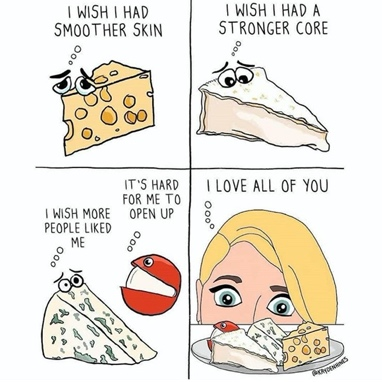 I WISH I HAD
SMOOTHER SKIN
I WISH I HAD A
STRONGER CORE
I WISH MORE
PEOPLE LIKED
ME
IT'S HARD
FOR ME TO
OPEN UP
I LOVE ALL OF YOU